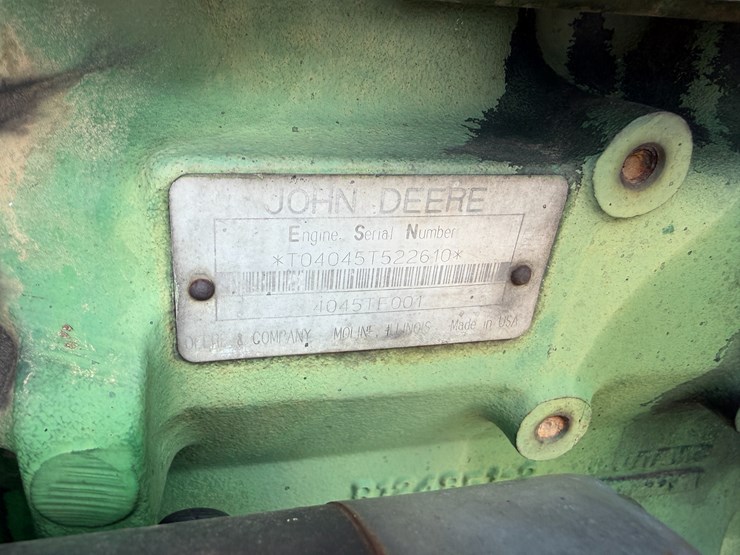 JOHN DEERE
Engine Serial Number
*T04045T522610*
4045TF001
DEERE & COMPANY MOLINE, ILLINOIS Made in USA